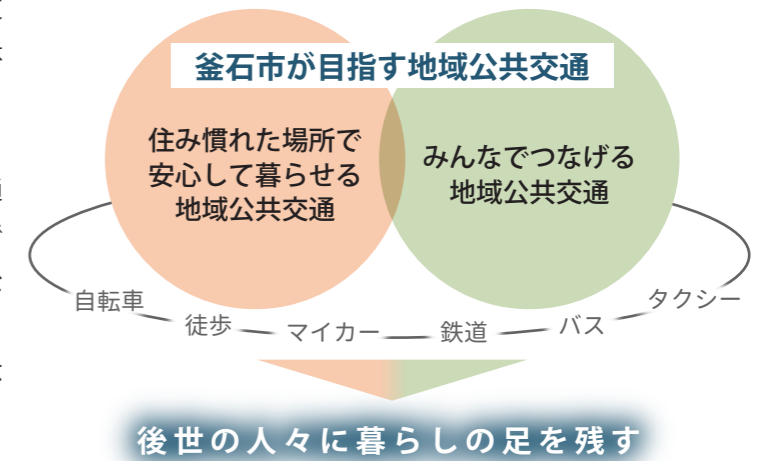 釜石市が目指す地域公共交通
住み慣れた場所で
安心して暮らせる
地域公共交通
みんなでつなげる
地域公共交通
自転車
徒歩
マイカー
鉄道
バス
タクシー
後世の人々に暮らしの足を残す